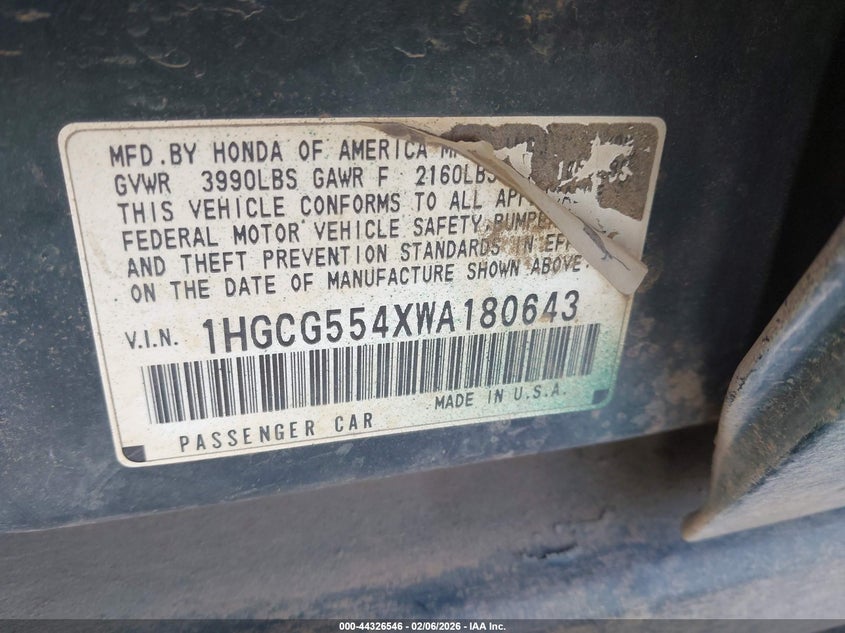 MFD.BY HONDA OF AMERICA
GVWR 3990LBS GAWR F 2160LBS
THIS VEHICLE CONFORMS TO ALL
FEDERAL MOTOR VEHICLE SAFETY
AND THEFT PREVENTION STANDARDS IN EFF
ON THE DATE OF MANUFACTURE SHOWN ABOVE
V.I.N. 1HGCG554XWA180643
MADE IN U.S.A.
PASSENGER CAR
000-44326546 - 02/06/2026 - IAA Inc.